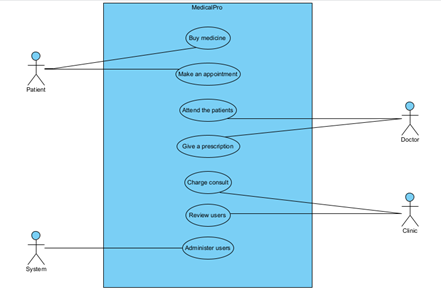 MedicalPro
Buy medicine
Make an appointment
Patient
Attend the patients
Doctor
Give a prescription
Charge consult
Review users
Clinic
Administer users
System